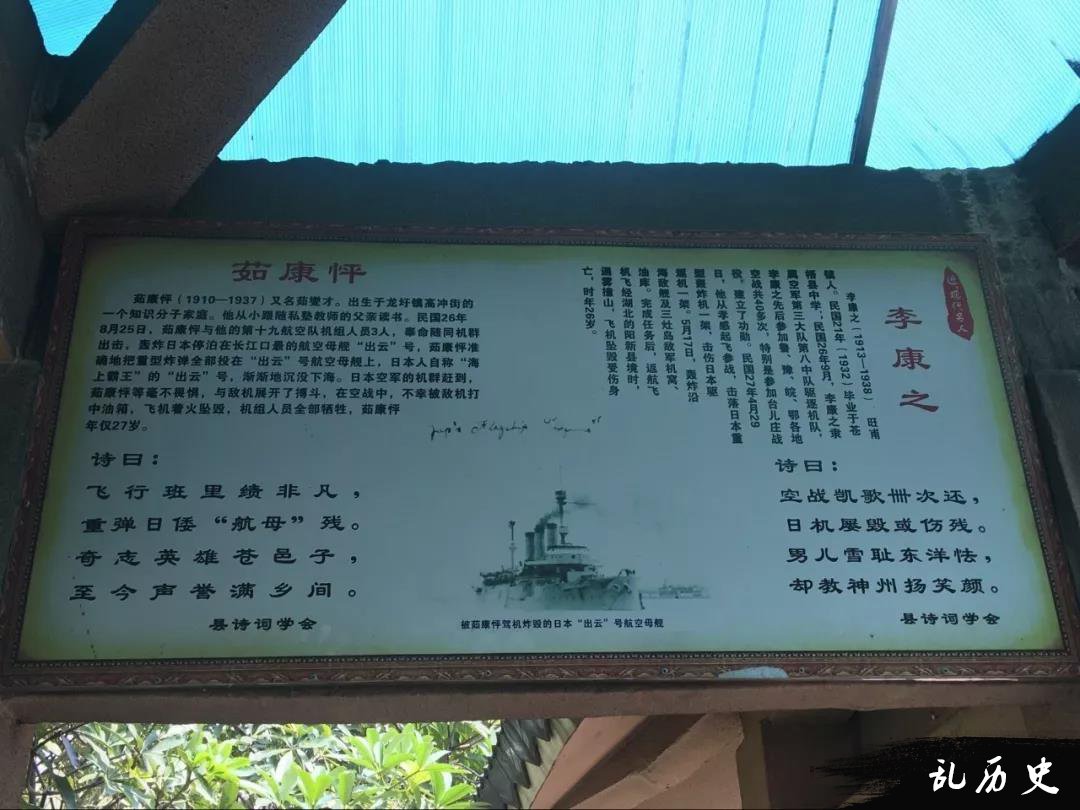 茹康怦
茹康怦（1910—1937）又名茹燮才。出生于龙圩镇高冲街的
一个知识分子家庭。他从小跟随私塾教师的父亲读书。民国26年
8月25日，茹康怦与他的第十九航空队机组人员3人，奉命随同机群
出击，轰炸日本停泊在长江口最的航空母舰“出云”号，茹康怦准
确地把重型炸弹全部投在“出云”号航空母舰上，日本人自称“海
上霸王”的“出云”号，渐渐地沉没下海。日本空军的机群赶到，
茹康怦等毫不畏惧，与敌机展开了搏斗，在空战中，不幸被敌机打
中油箱，飞机着火坠毁，机组人员全部牺牲，茹康怦
年仅27岁。
诗曰：
飞行班里绩非凡，
重弹日倭“航母”残。
奇志英雄苍邑子，
至今声誉满乡间。
县诗词学会
被茹康怦驾机炸毁的日本“出云”号航空母舰
近现代名人
李康之
李康之（1913—1938） 旺甫
镇人。民国21年（1932）毕业于苍
梧县中学，民国26年9月，李康之隶
属空军第三大队第八中队驱逐机队，
李康之先后参加鲁、豫、皖、鄂各地
空战共40多次，特别是参加台儿庄战
役，建立了功勋。民国27年4月29
日，他从孝感起飞参战，击落日本重
型轰炸机一架，击伤日本驱
逐机一架。5月17日，轰炸沿
海敌舰及三灶岛敌军机窝、
油库。完成任务后，返航飞
机飞经湖北的阳新县境时，
遇雾撞山，飞机坠毁受伤身
亡，时年26岁。
诗曰：
空战凯歌卌次还，
日机屡毁或伤残。
男儿雪耻东洋怯，
却教神州扬笑颜。
县诗词学会
乱历史